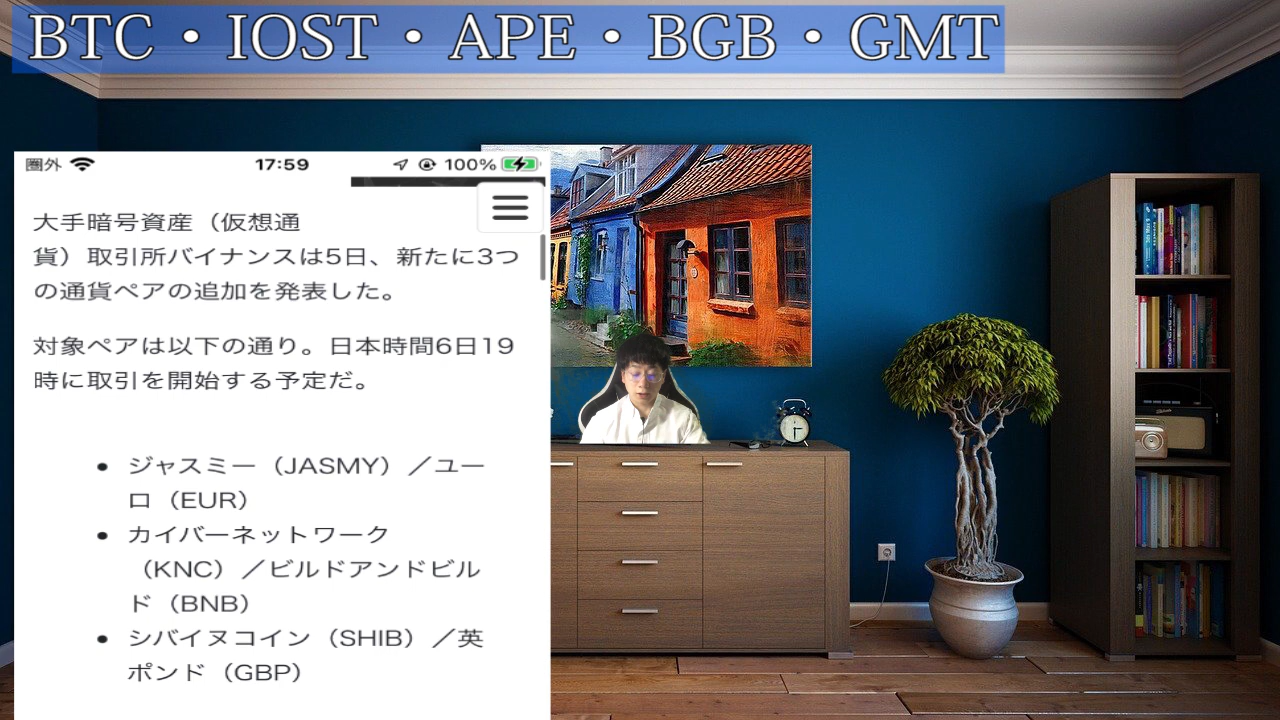 BTC・IOST・APE・BGB・GMT
圏外 17:59 100%
大手暗号資産（仮想通
貨）取引所バイナンスは5日、新たに3つ
の通貨ペアの追加を発表した。
対象ペアは以下の通り。日本時間6日19
時に取引を開始する予定だ。
• ジャスミー（JASMY）／ユー
ロ（EUR）
• カイバーネットワーク
（KNC）／ビルドアンドビル
ド（BNB）
• シバイヌコイン（SHIB）／英
ポンド（GBP）